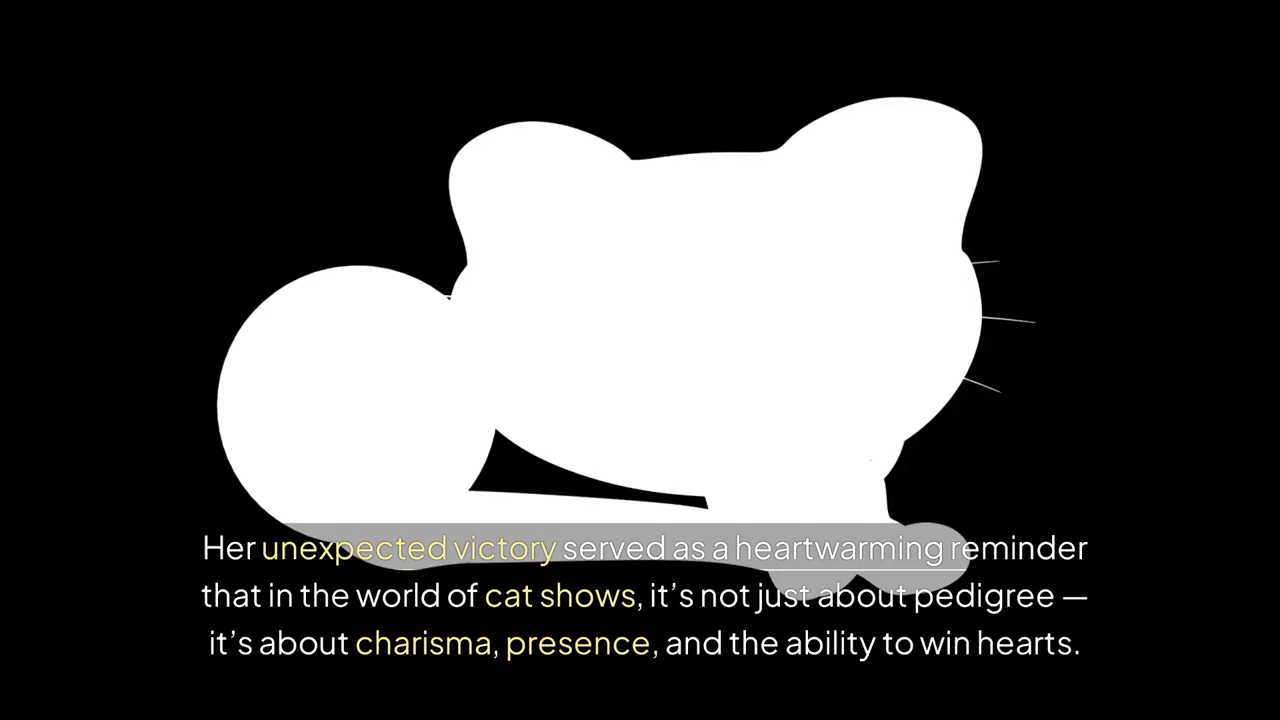 Her unexpected victory served as a heartwarming reminder
that in the world of cat shows, it’s not just about pedigree —
it’s about charisma, presence, and the ability to win hearts.